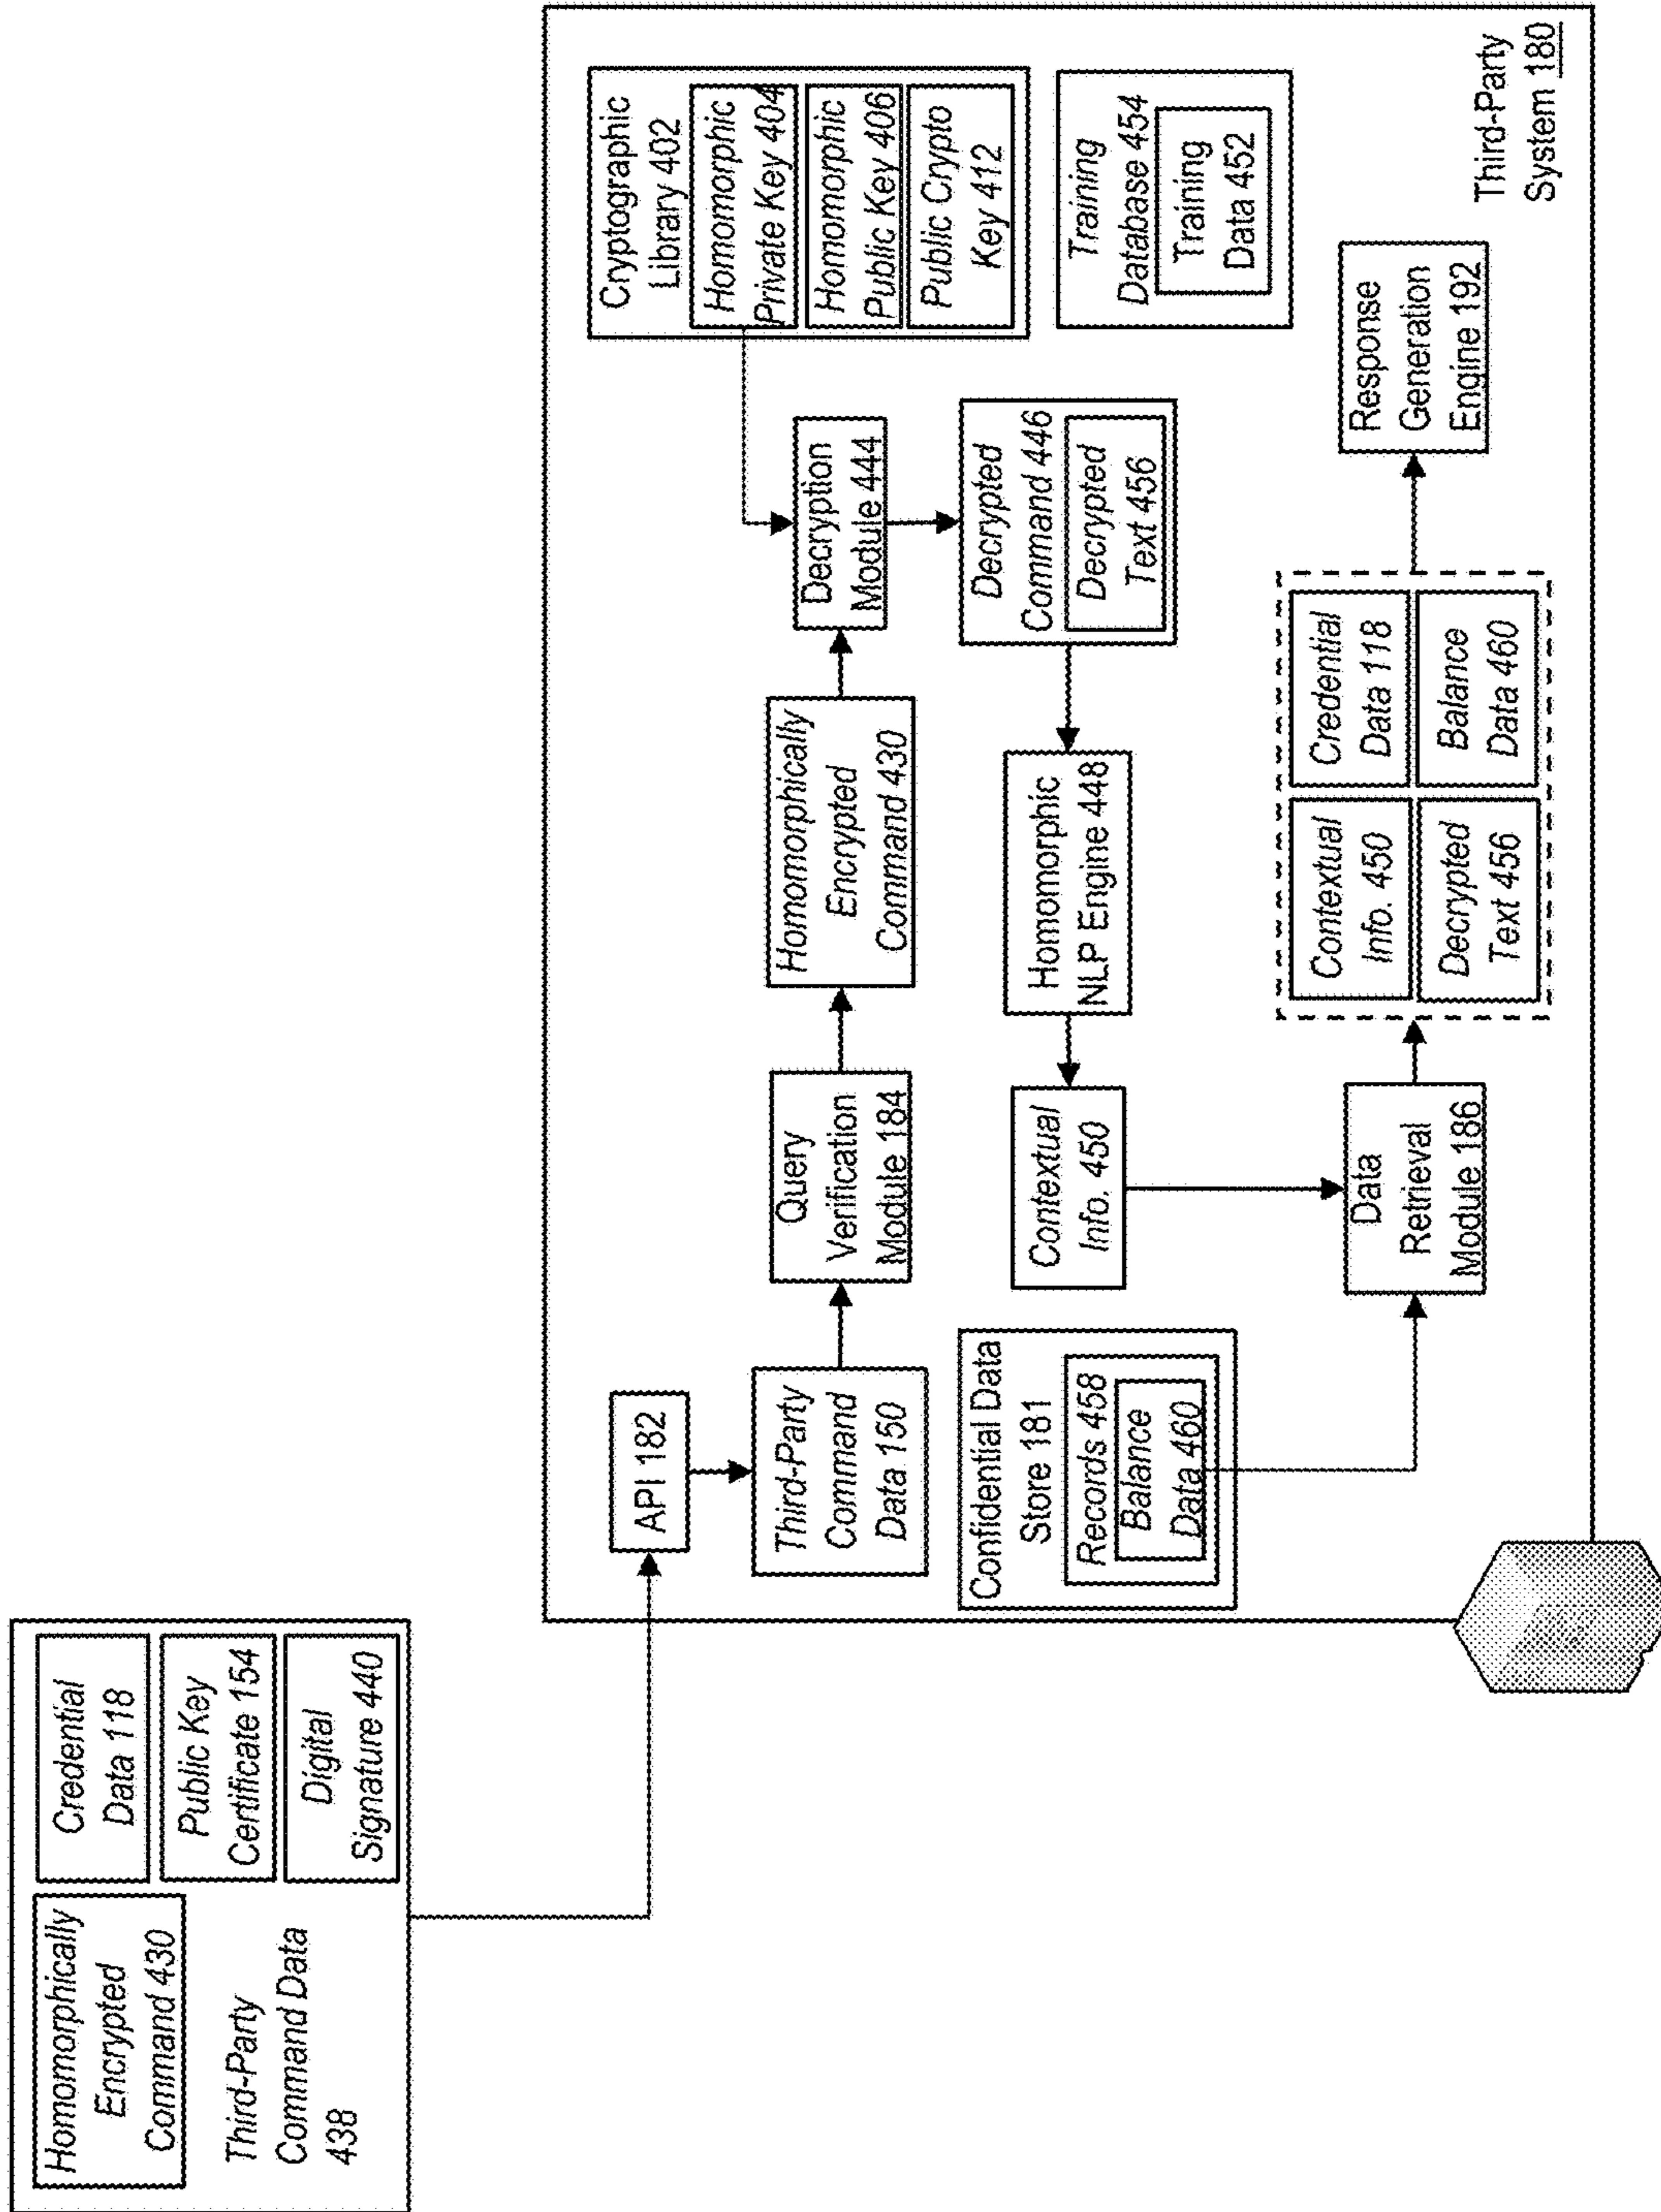 Homomorphically
Encrypted
Command 430
Credential
Data 118
Public Key
Certificate 154
Digital
Signature 440
Third-Party
Command Data
438
API 182
Third-Party
Command
Data 150
Query
Verification
Module 184
Homomorphically
Encrypted
Command 430
Decryption
Module 444
Cryptographic
Library 402
Homomorphic
Private Key 404
Homomorphic
Public Key 406
Public Crypto
Key 412
Confidential Data
Store 181
Records 458
Balance
Data 460
Contextual
Info. 450
Homomorphic
NLP Engine 448
Decrypted
Command 446
Decrypted
Text 456
Training
Database 454
Training
Data 452
Data
Retrieval
Module 186
Contextual
Info. 450
Credential
Data 118
Decrypted
Text 456
Balance
Data 460
Response
Generation
Engine 192
Third-Party
System 180